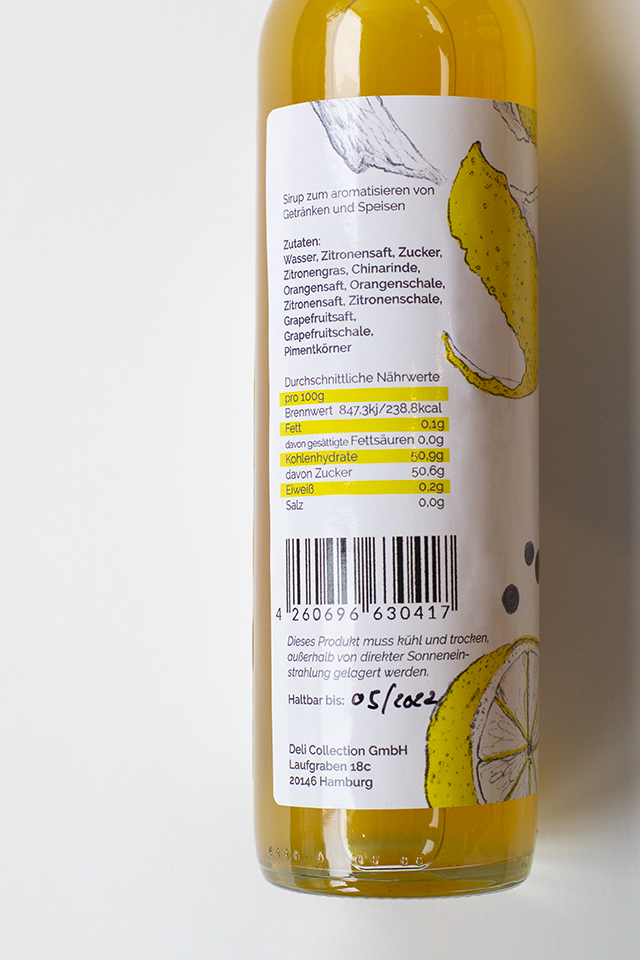 Sirup zum aromatisieren von
Getränken und Speisen
Zutaten:
Wasser, Zitronensaft, Zucker,
Zitronengras, Chinarinde,
Orangensaft, Orangenschale,
Zitronensaft, Zitronenschale,
Grapefruitsaft,
Grapefruitschale,
Pimentkörner
Durchschnittliche Nährwerte
pro 100g
Brennwert 847.3kj/238,8kcal
Fett 0,1g
davon gesättigte Fettsäuren 0,0g
Kohlenhydrate 50,9g
davon Zucker 50,6g
Eiweiß 0,2g
Salz 0,0g
4 260696 630417
Dieses Produkt muss kühl und trocken,
außerhalb von direkter Sonnenein-
strahlung gelagert werden.
Haltbar bis: 05/2022
Deli Collection GmbH
Laufgraben 18c
20146 Hamburg